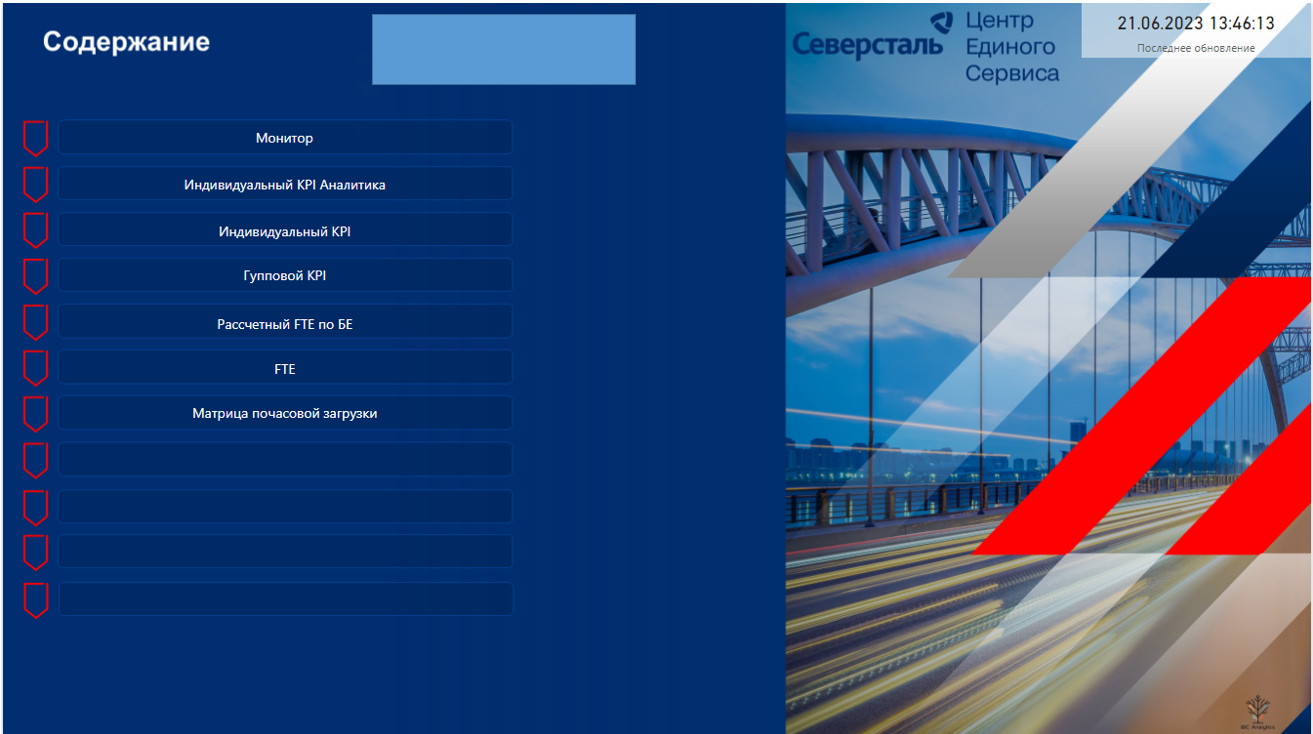 Содержание
Северсталь
Центр
Единого
Сервиса
21.06.2023 13:46:13
Последнее обновление
Монитор
Индивидуальный KPI Аналитика
Индивидуальный KPI
Гупповой KPI
Рассчетный FTE по БЕ
FTE
Матрица почасовой загрузки